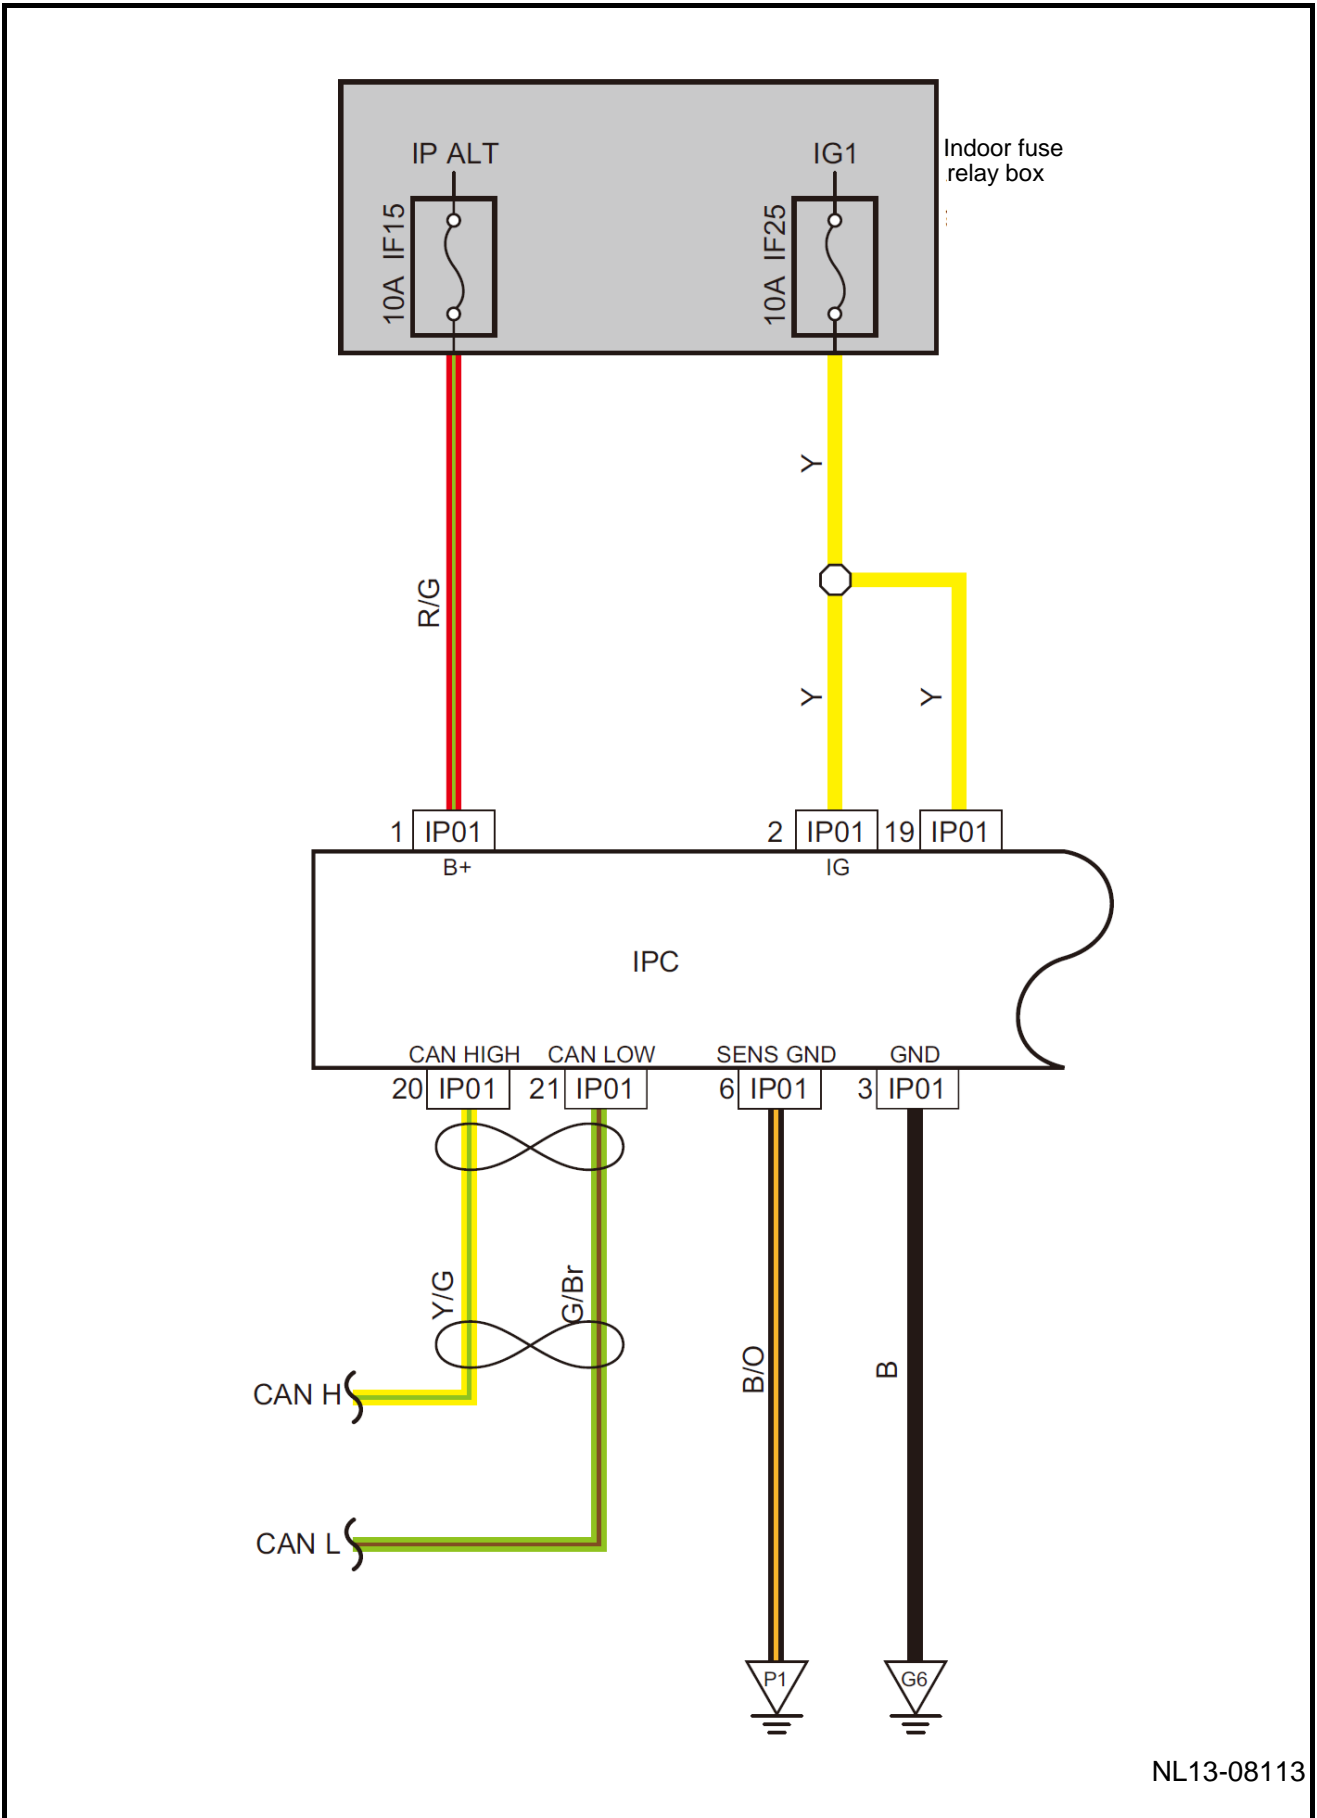 IP ALT
IG1
Indoor fuse
relay box
10A IF15
10A IF25
Y
R/G
Y
Y
1 IP01
2 IP01
19 IP01
B+
IG
IPC
CAN HIGH
CAN LOW
SENS GND
GND
20 IP01
21 IP01
6 IP01
3 IP01
Y/G
G/Br
B/O
B
CAN H
CAN L
P1
G6
NL13-08113